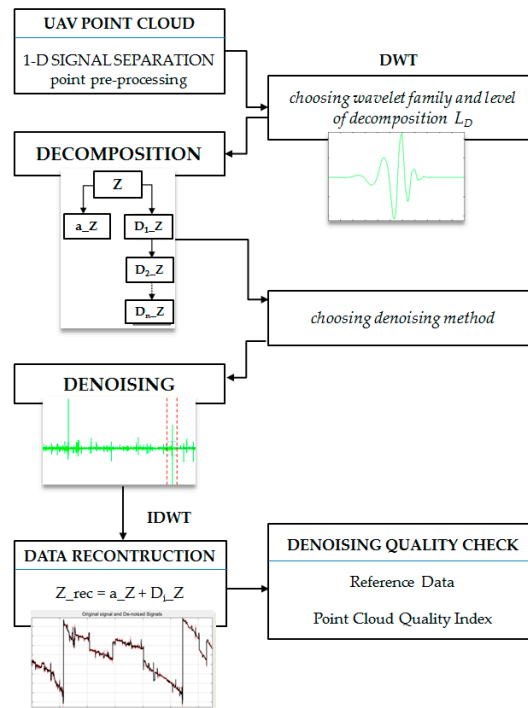 UAV POINT CLOUD
1-D SIGNAL SEPARATION
point pre-processing
DWT
choosing wavelet family and level
of decomposition L_D
DECOMPOSITION
Z
a_Z
D₁_Z
D₂_Z
Dₙ_Z
choosing denoising method
DENOISING
IDWT
DATA RECONTRUCTION
Z_rec = a_Z + Dᵢ_Z
Original signal and De-noised Signals
DENOISING QUALITY CHECK
Reference Data
Point Cloud Quality Index